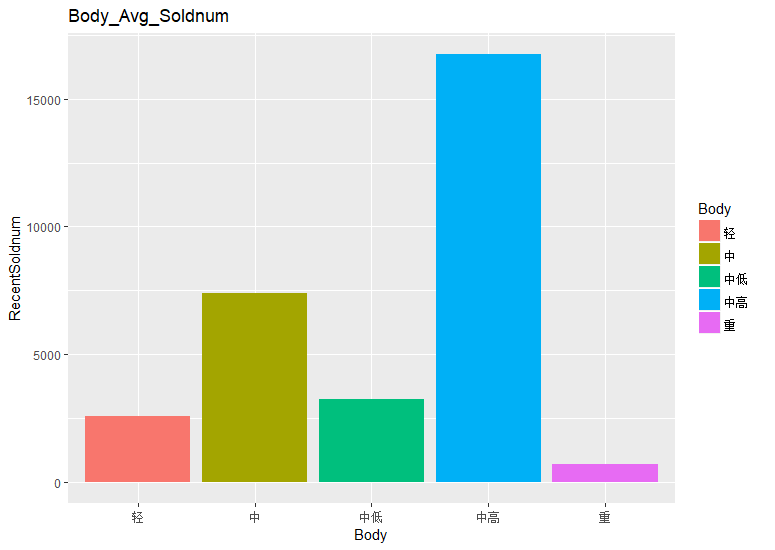 Body_Avg_Soldnum
RecentSoldnum
15000
10000
5000
0
轻 中 中低 中高 重
Body
Body
轻
中
中低
中高
重